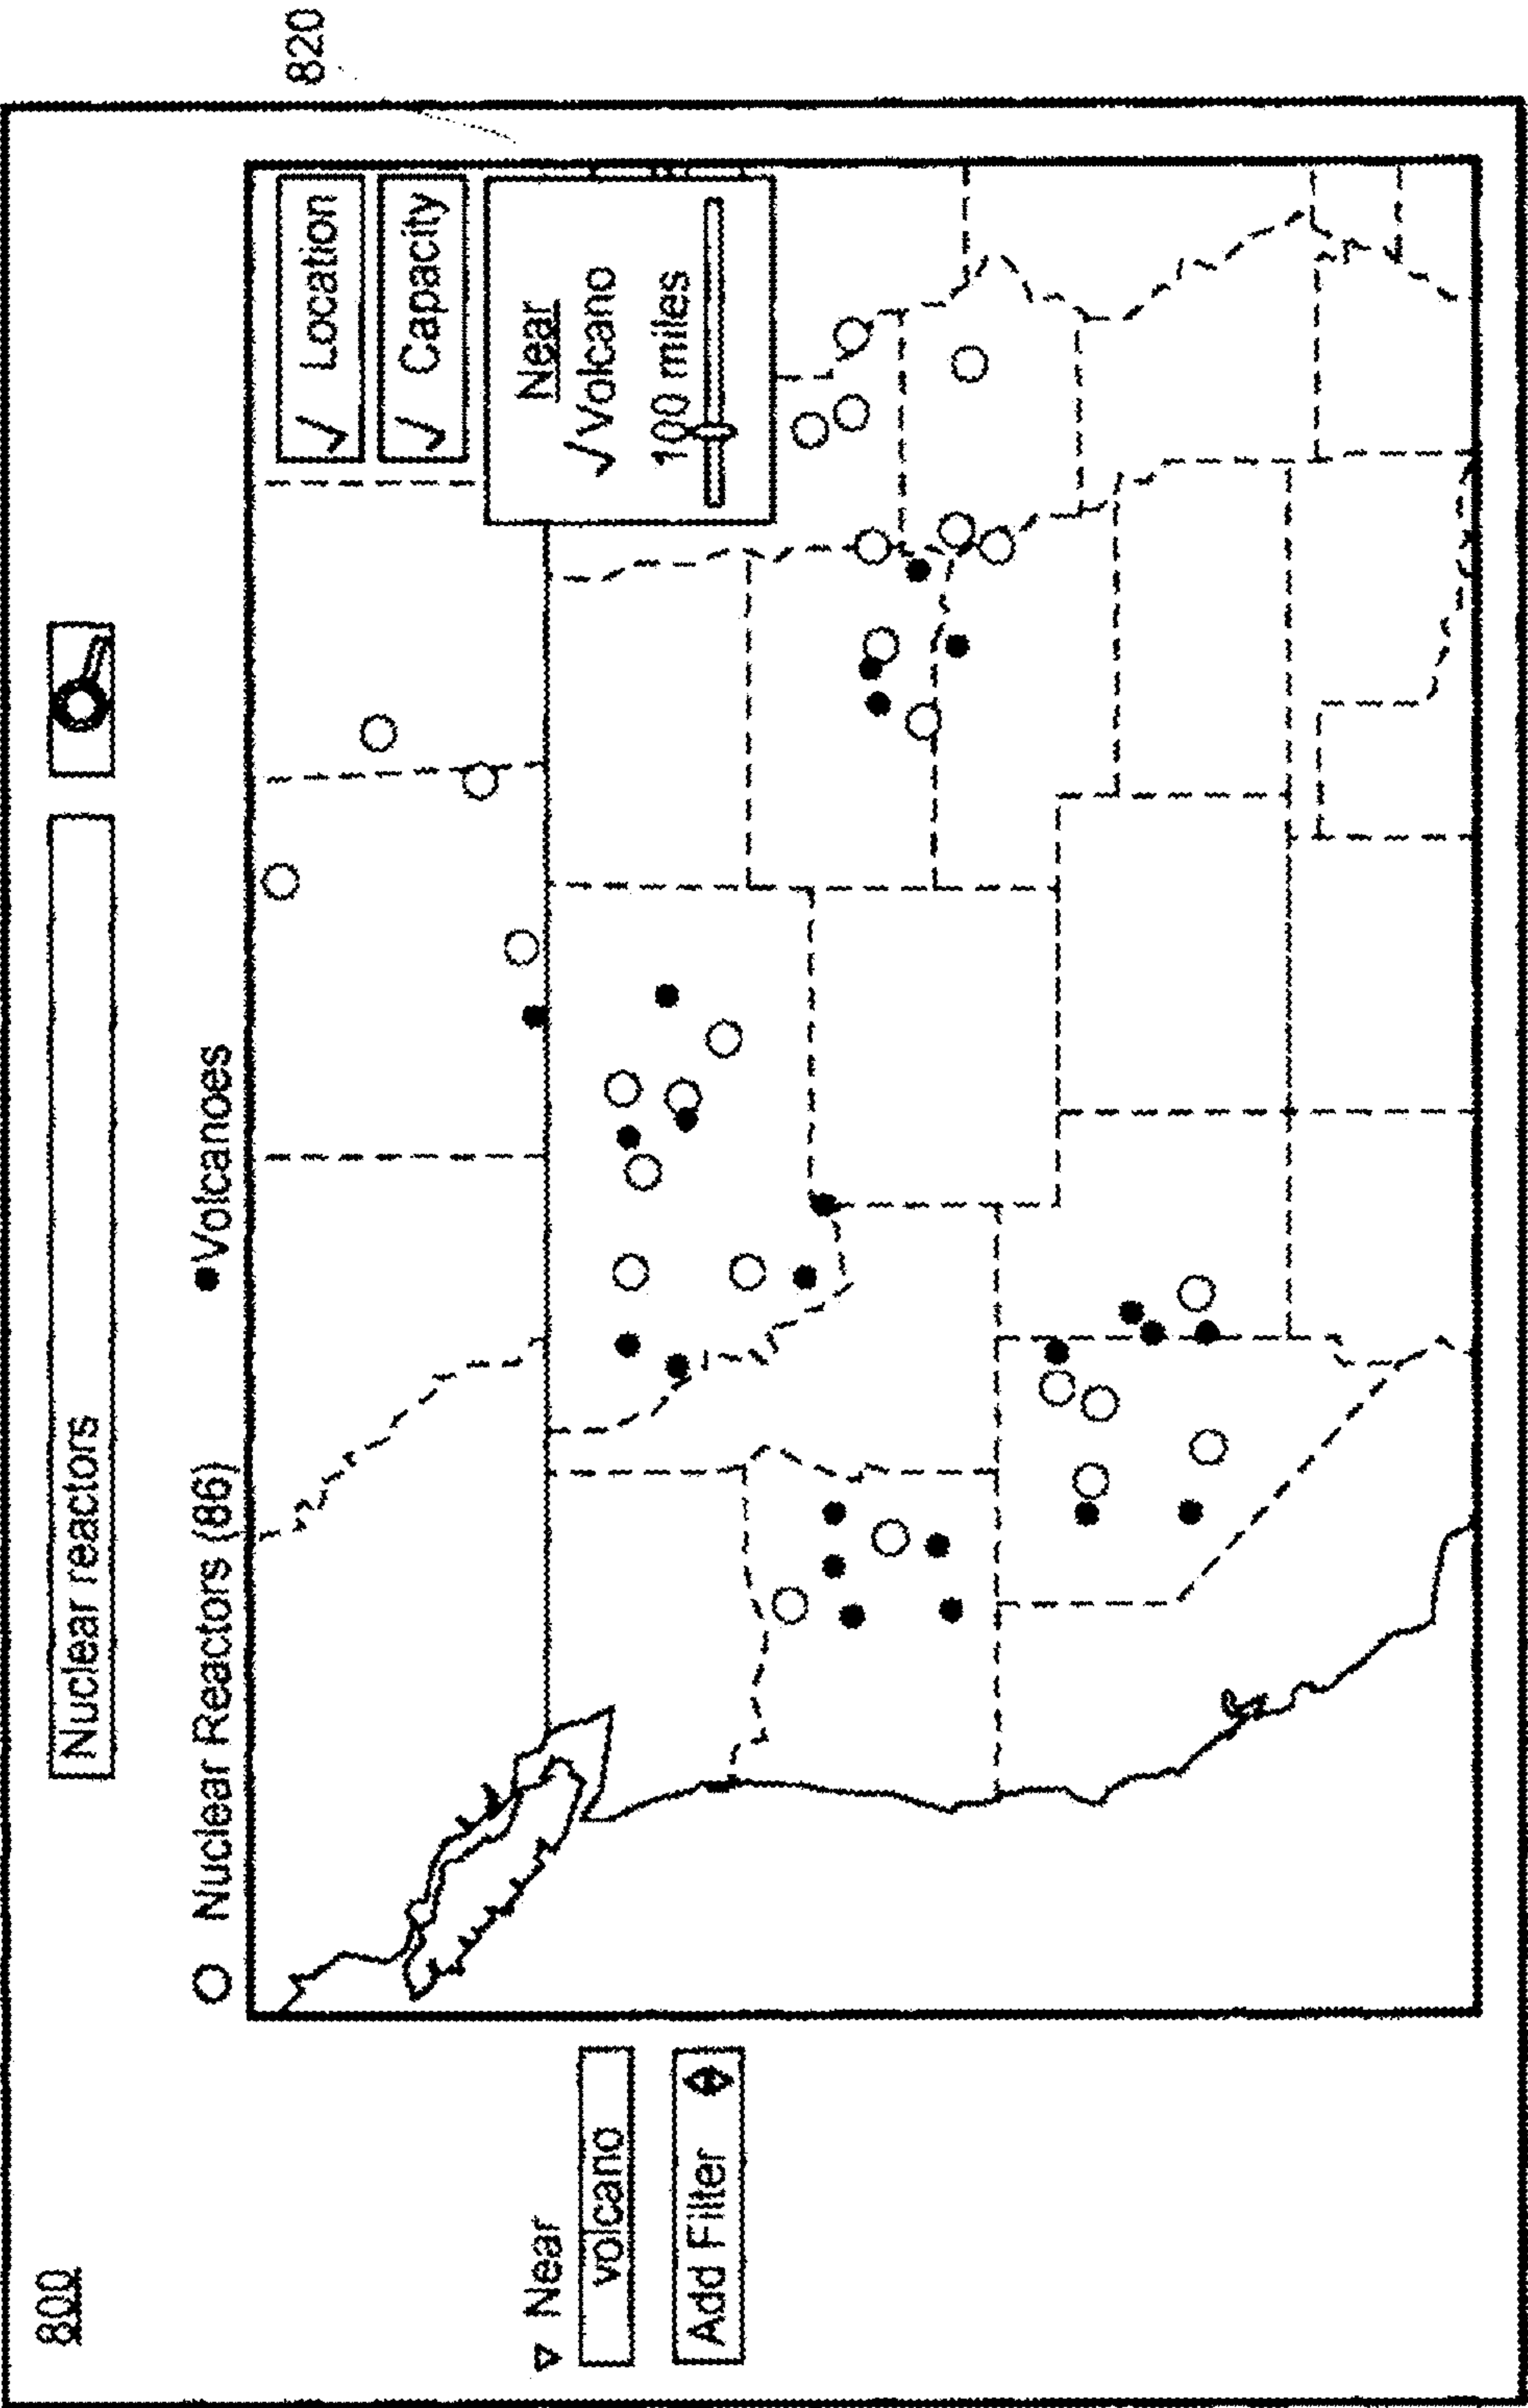 800
Nuclear reactors
Nuclear Reactors (86)
Volcanoes
820
Near
volcano
Add Filter
√ Location
√ Capacity
Near
√Volcano
100 miles